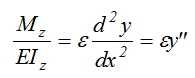 M_z / EI_z = ε d²y / dx² = εy″